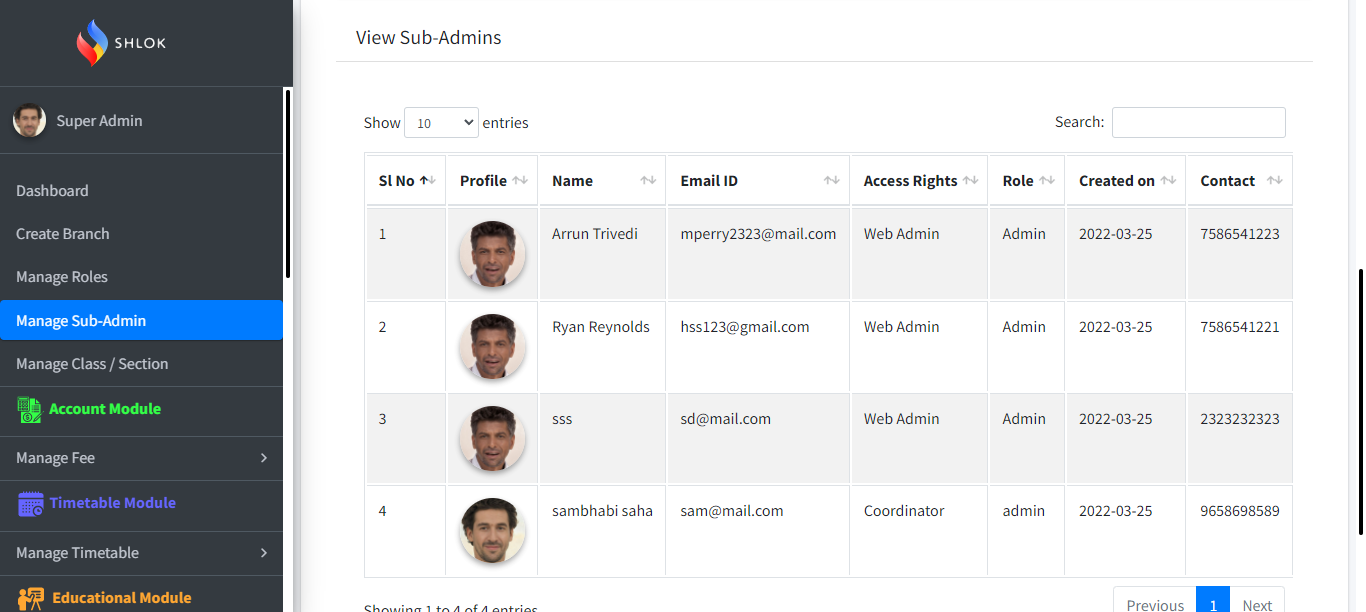 SHLOK
Super Admin
Dashboard
Create Branch
Manage Roles
Manage Sub-Admin
Manage Class / Section
Account Module
Manage Fee
Timetable Module
Manage Timetable
Educational Module
View Sub-Admins
Show 10 entries
Search:
Sl No Profile Name Email ID Access Rights Role Created on Contact
1 Arrun Trivedi mperry2323@mail.com Web Admin Admin 2022-03-25 7586541223
2 Ryan Reynolds hss123@gmail.com Web Admin Admin 2022-03-25 7586541221
3 sss sd@mail.com Web Admin Admin 2022-03-25 2323232323
4 sambhabi saha sam@mail.com Coordinator admin 2022-03-25 9658698589
Showing 1 to 4 of 4 entries
Previous 1 Next